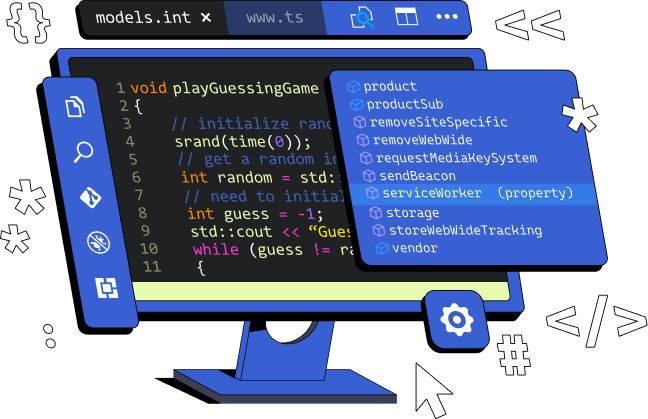 {}
models.int × www.ts
<<
1 void playGuessingGame
2 {
3 // initialize rand
4 srand(time(0));
5 // get a random in
6 int random = std::
7 // need to initial
8 int guess = -1;
9 std::cout << “Gues
10 while (guess != ra
11 {
product
productSub
removeSiteSpecific
removeWebWide
requestMediaKeySystem
sendBeacon
serviceWorker (property)
storage
storeWebWideTracking
vendor
*
*
*
:
</>
#